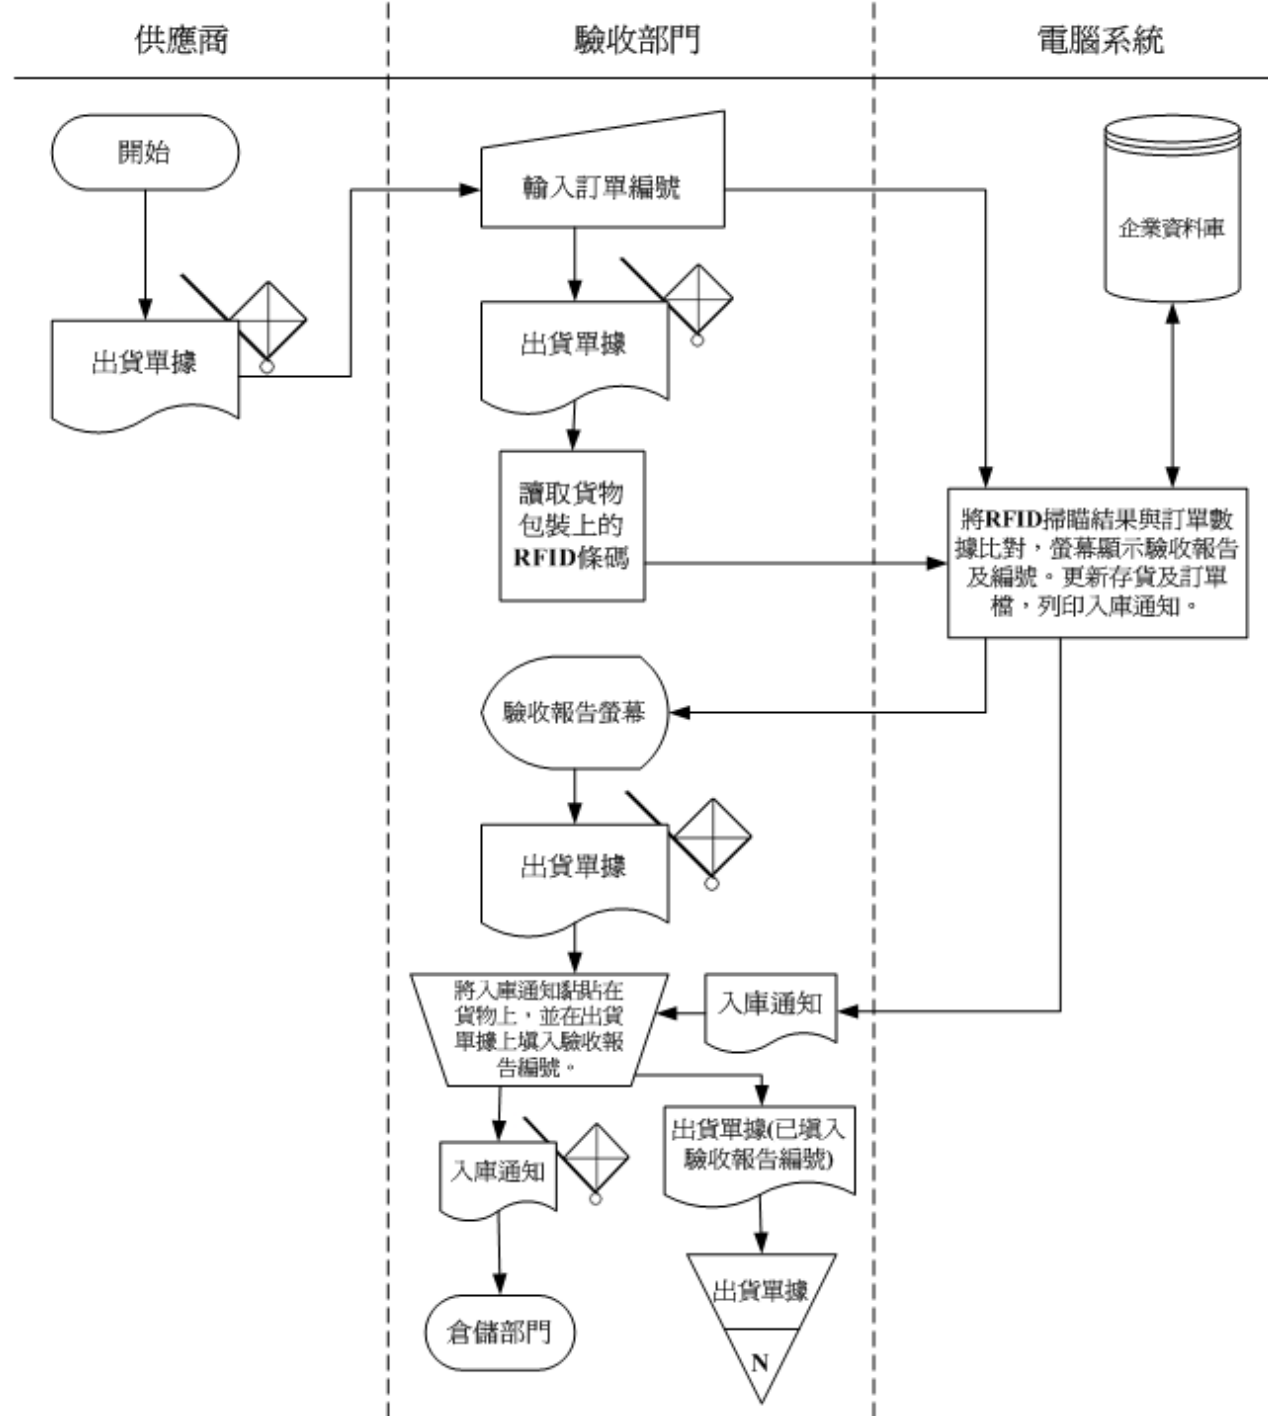 供應商
驗收部門
電腦系統
開始
輸入訂單編號
企業資料庫
出貨單據
出貨單據
讀取貨物
包裝上的
RFID條碼
將RFID掃瞄結果與訂單數
據比對，螢幕顯示驗收報告
及編號。更新存貨及訂單
檔，列印入庫通知。
驗收報告螢幕
出貨單據
將入庫通知黏貼在
貨物上，並在出貨
單據上填入驗收報
告編號。
入庫通知
出貨單據(已填入
驗收報告編號)
入庫通知
出貨單據
N
倉儲部門